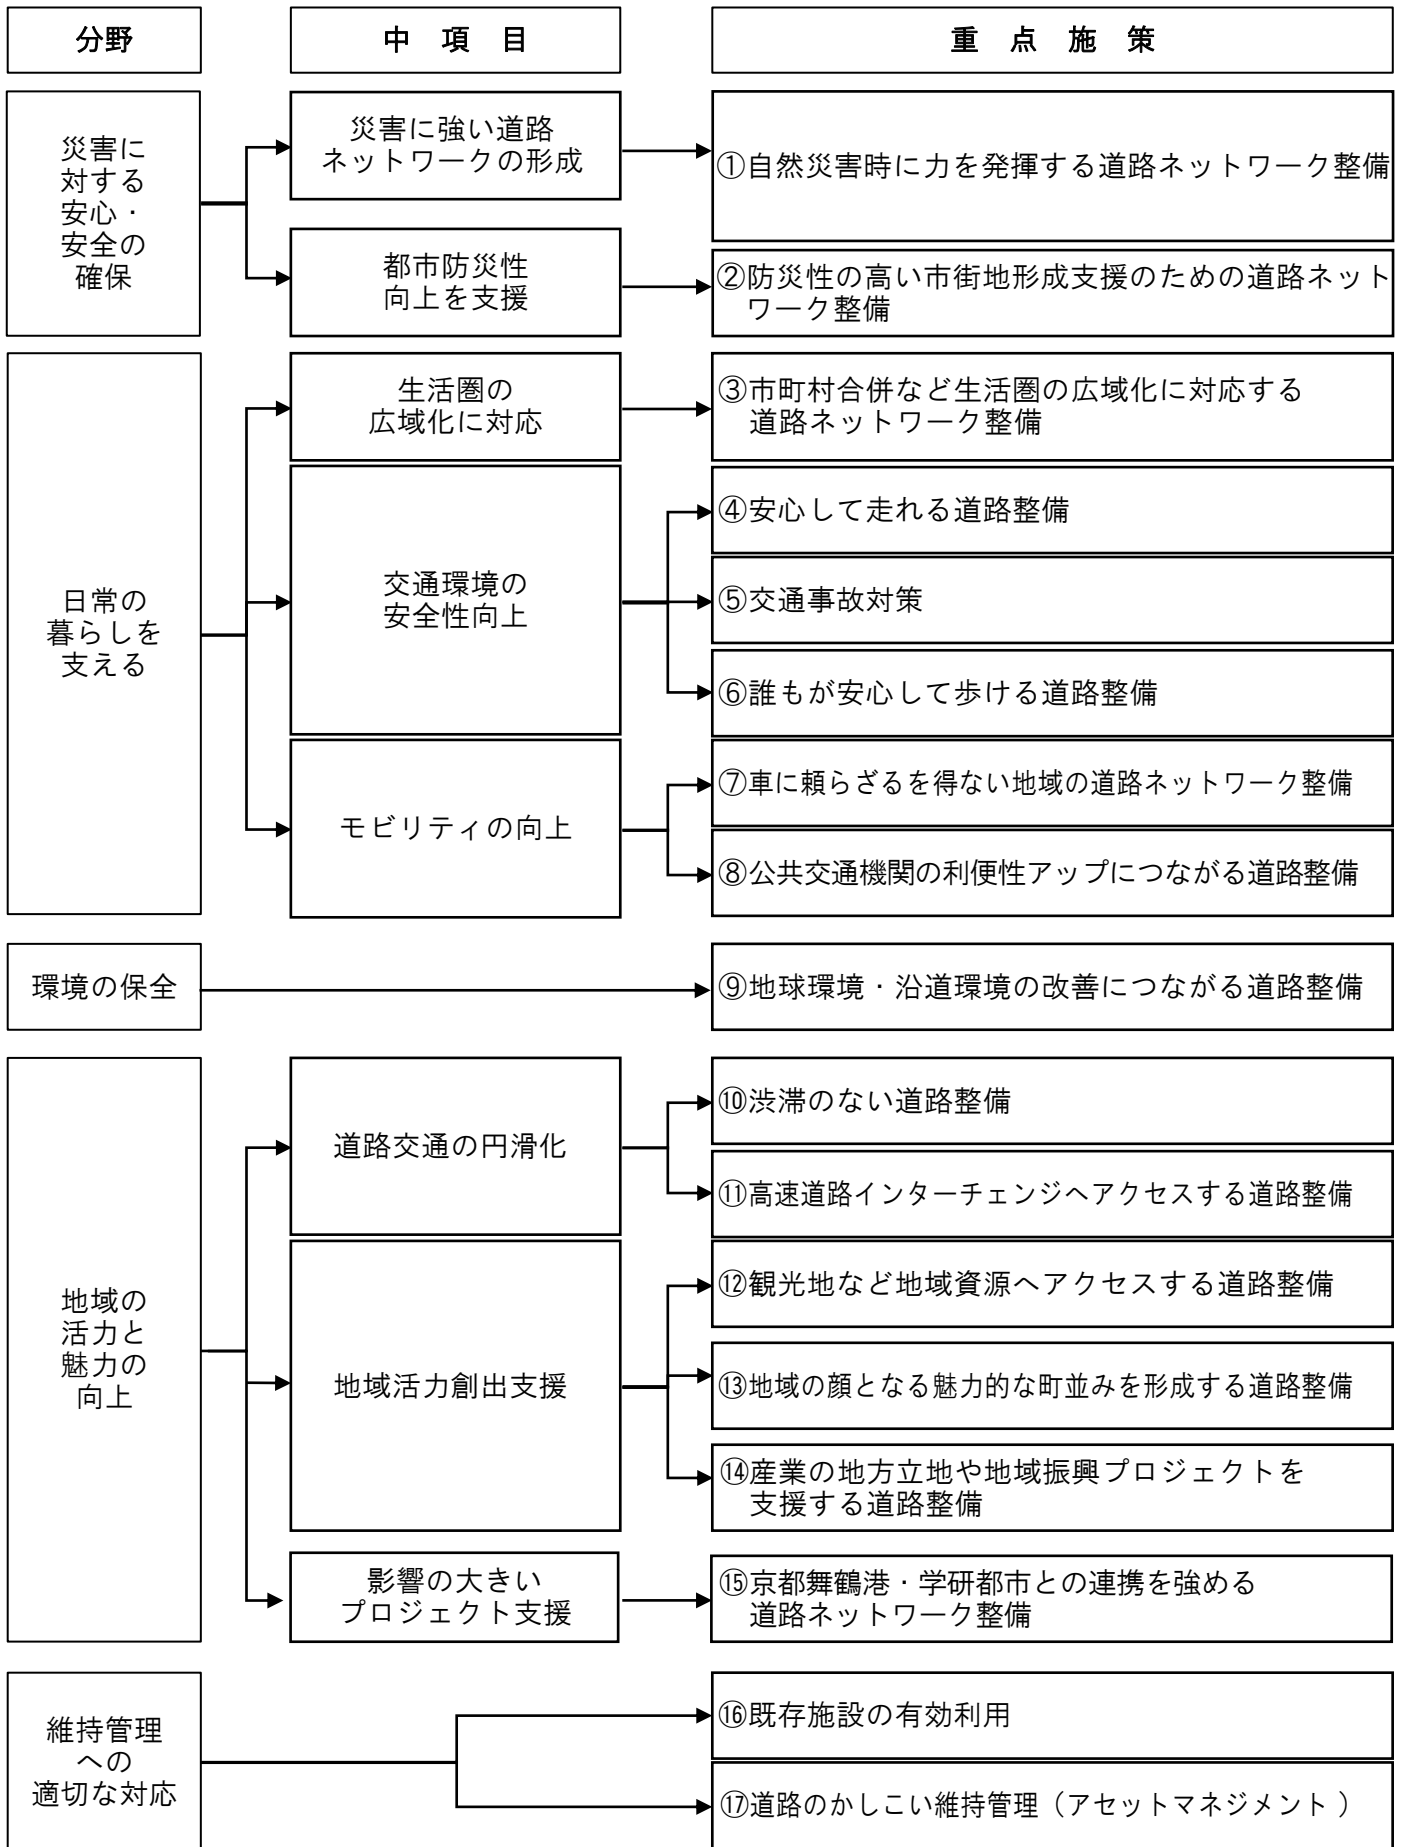 分野
中 項 目
重 点 施 策
災害に
対する
安心・
安全の
確保
災害に強い道路
ネットワークの形成
①自然災害時に力を発揮する道路ネットワーク整備
都市防災性
向上を支援
②防災性の高い市街地形成支援のための道路ネット
ワーク整備
日常の
暮らしを
支える
生活圏の
広域化に対応
③市町村合併など生活圏の広域化に対応する
道路ネットワーク整備
交通環境の
安全性向上
④安心して走れる道路整備
⑤交通事故対策
⑥誰もが安心して歩ける道路整備
モビリティの向上
⑦車に頼らざるを得ない地域の道路ネットワーク整備
⑧公共交通機関の利便性アップにつながる道路整備
環境の保全
⑨地球環境・沿道環境の改善につながる道路整備
地域の
活力と
魅力の
向上
道路交通の円滑化
⑩渋滞のない道路整備
⑪高速道路インターチェンジへアクセスする道路整備
地域活力創出支援
⑫観光地など地域資源へアクセスする道路整備
⑬地域の顔となる魅力的な町並みを形成する道路整備
⑭産業の地方立地や地域振興プロジェクトを
支援する道路整備
影響の大きい
プロジェクト支援
⑮京都舞鶴港・学研都市との連携を強める
道路ネットワーク整備
維持管理
への
適切な対応
⑯既存施設の有効利用
⑰道路のかしこい維持管理（アセットマネジメント ）